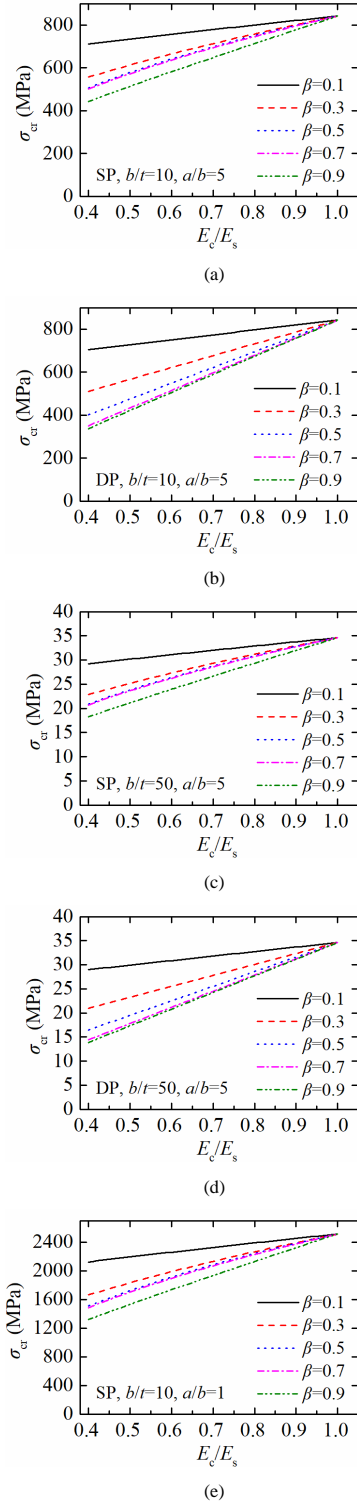 800
600
400
200
0
σcr (MPa)
β=0.1
β=0.3
β=0.5
β=0.7
β=0.9
SP, b/t=10, a/b=5
0.4 0.5 0.6 0.7 0.8 0.9 1.0
Ec/Es
(a)
800
600
400
200
0
σcr (MPa)
β=0.1
β=0.3
β=0.5
β=0.7
β=0.9
DP, b/t=10, a/b=5
0.4 0.5 0.6 0.7 0.8 0.9 1.0
Ec/Es
(b)
40
35
30
25
20
15
10
5
0
σcr (MPa)
β=0.1
β=0.3
β=0.5
β=0.7
β=0.9
SP, b/t=50, a/b=5
0.4 0.5 0.6 0.7 0.8 0.9 1.0
Ec/Es
(c)
40
35
30
25
20
15
10
5
0
σcr (MPa)
β=0.1
β=0.3
β=0.5
β=0.7
β=0.9
DP, b/t=50, a/b=5
0.4 0.5 0.6 0.7 0.8 0.9 1.0
Ec/Es
(d)
2400
2000
1600
1200
800
400
0
σcr (MPa)
β=0.1
β=0.3
β=0.5
β=0.7
β=0.9
SP, b/t=10, a/b=1
0.4 0.5 0.6 0.7 0.8 0.9 1.0
Ec/Es
(e)